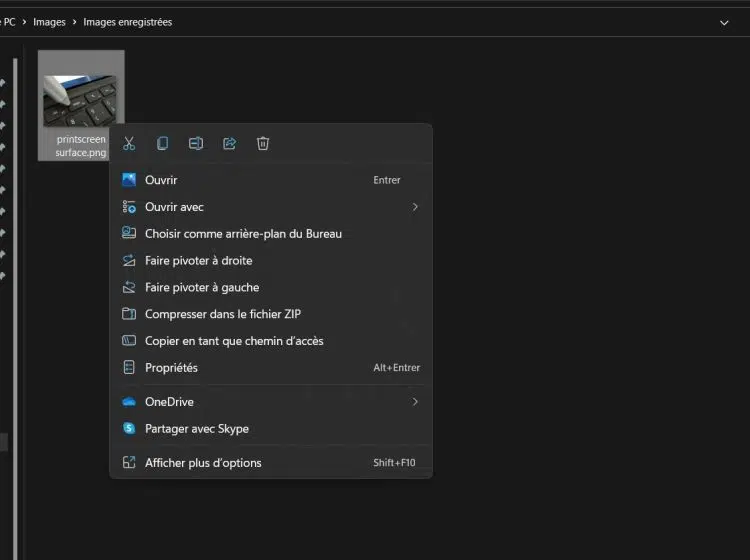 PC > Images > Images enregistrées
printscreen
surface.png
Ouvrir Entrer
Ouvrir avec
Choisir comme arrière-plan du Bureau
Faire pivoter à droite
Faire pivoter à gauche
Compresser dans le fichier ZIP
Copier en tant que chemin d'accès
Propriétés Alt+Entrer
OneDrive
Partager avec Skype
Afficher plus d'options Shift+F10